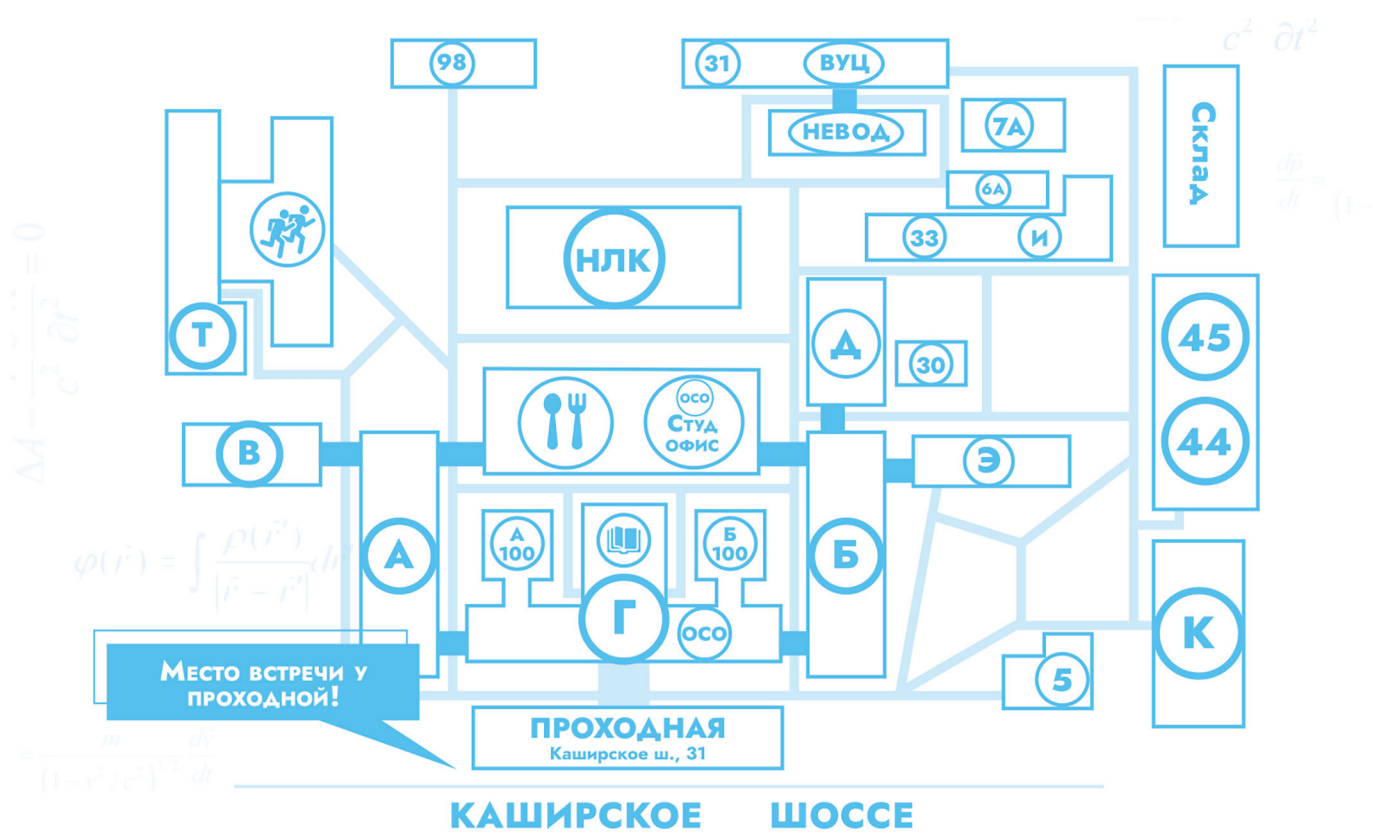 98
31
ВУЦ
НЕВОД
7А
Склад
6А
33
И
НЛК
Т
Д
30
45
44
ОСО
Студ
офис
В
Э
А
А
100
Б
100
Б
Г
ОСО
К
5
Место встречи у
проходной!
ПРОХОДНАЯ
Каширское ш., 31
КАШИРСКОЕ ШОССЕ